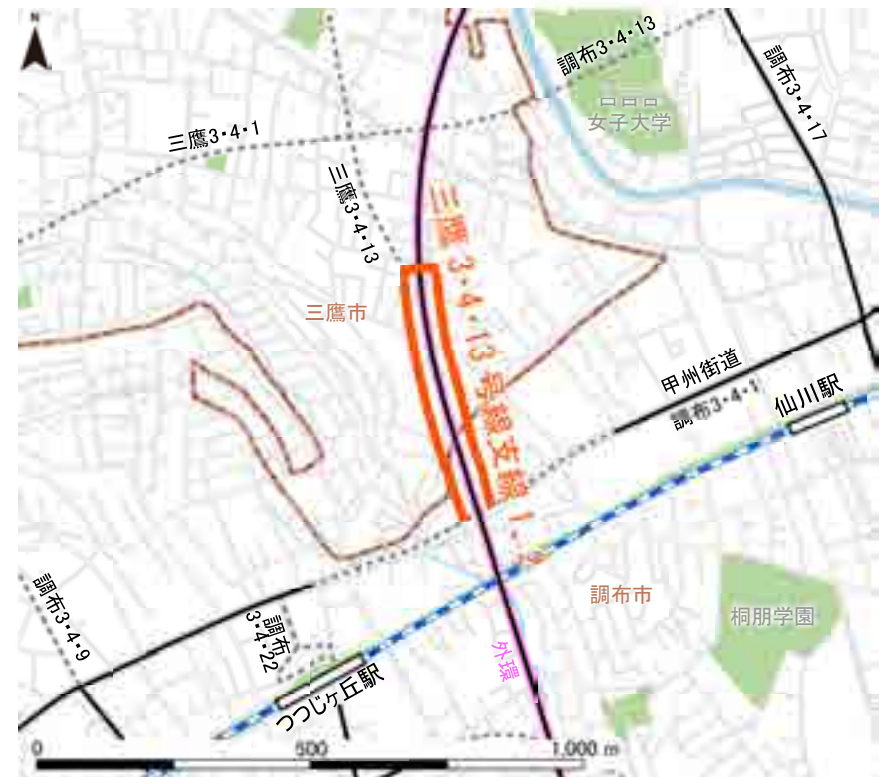 N
調布3・4・13
調布3・4・17
女子大学
三鷹3・4・1
三鷹3・4・13
三鷹3・4・13号線支線1・2
三鷹市
甲州街道
調布3・4・1
仙川駅
調布3・4・9
調布
3・4・22
つつじヶ丘駅
外環
調布市
桐朋学園
0 500 1,000 m